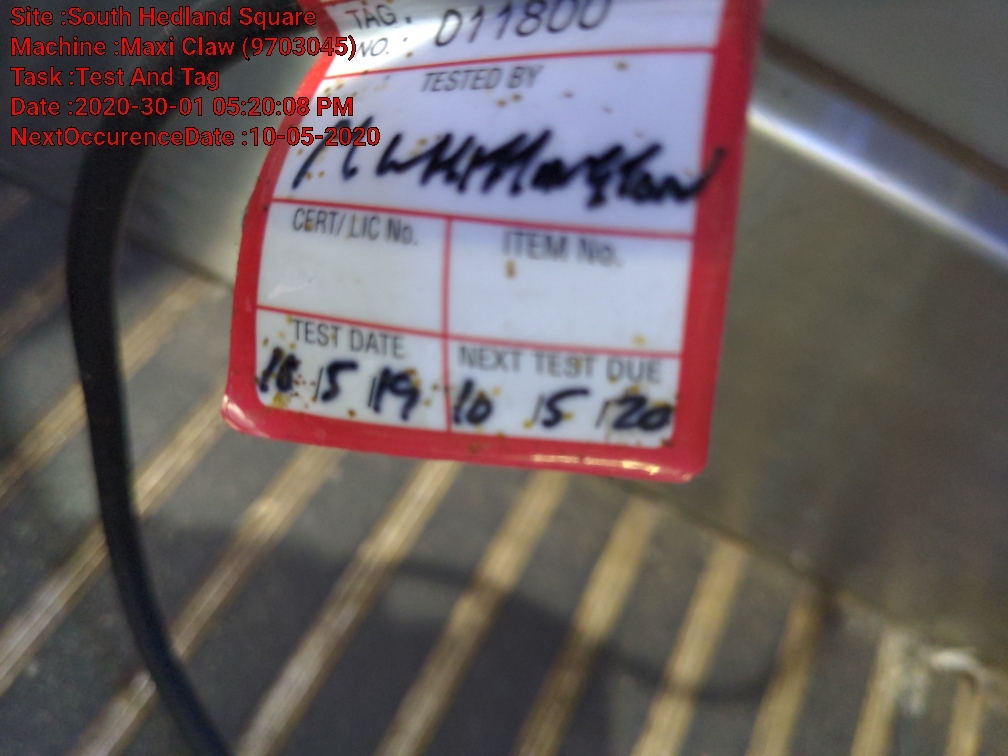 Site :South Hedland Square
Machine :Maxi Claw (9703045)
Task :Test And Tag
Date :2020-30-01 05:20:08 PM
NextOccurenceDate :10-05-2020
TAG. NO. : 011800
TESTED BY
CERT/ LIC No.
ITEM No.
TEST DATE
NEXT TEST DUE
/5 /19
10 /5 /20